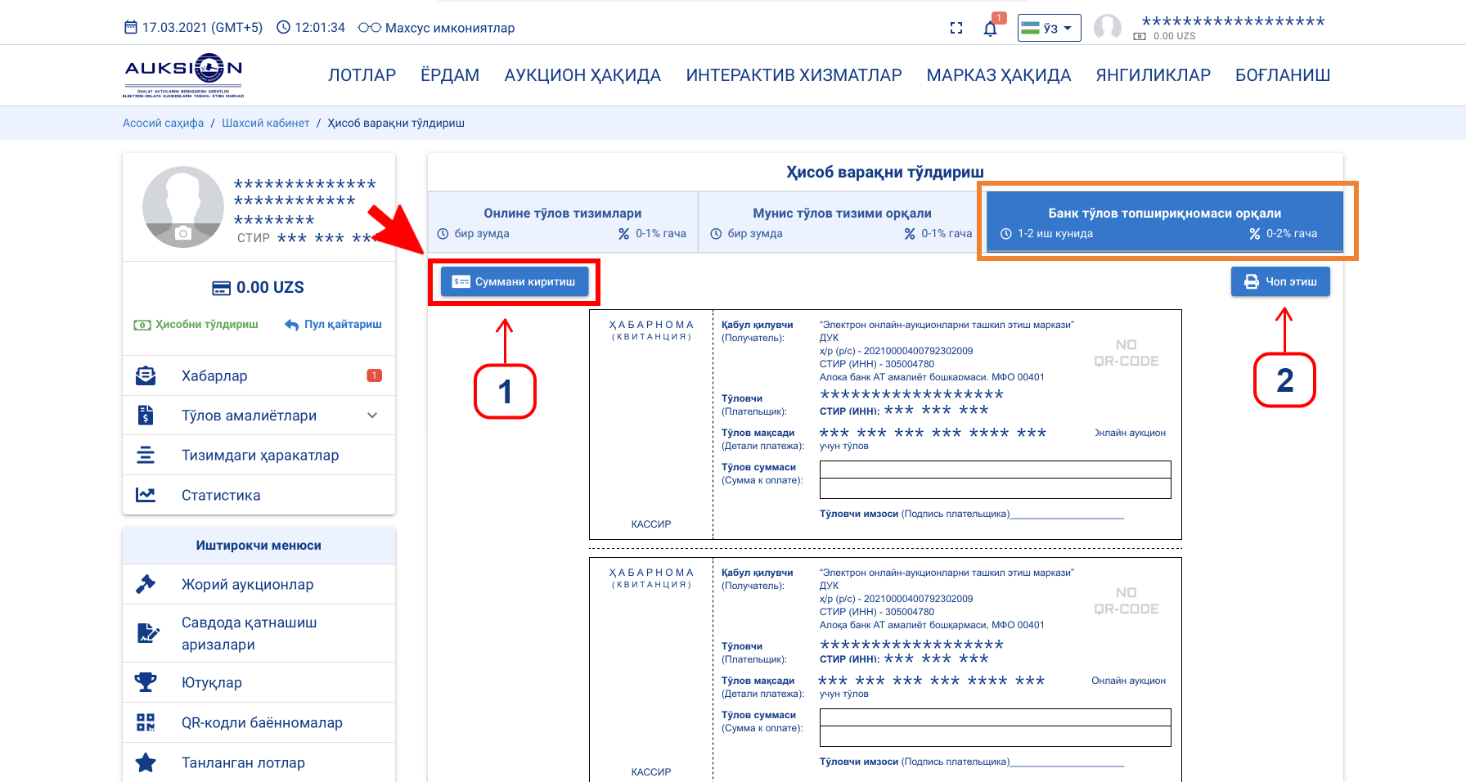 17.03.2021 (GMT+5) 12:01:34 Махсус имкониятлар
1
ЎЗ
******************
0.00 UZS
AUKSION
ЛОТЛАР ЁРДАМ АУКЦИОН ҲАҚИДА ИНТЕРАКТИВ ХИЗМАТЛАР МАРКАЗ ҲАҚИДА ЯНГИЛИКЛАР БОҒЛАНИШ
DAVLAT AKTIVLARINI BOSHQARISH AGENTLIGI
ELEKTRON-ONLAYN AUKSIONLARNI TASHKIL ETISH MARKAZI
Асосий саҳифа / Шахсий кабинет / Ҳисоб варақни тўлдириш
**************
************
********
СТИР *** *** ***
0.00 UZS
Ҳисобни тўлдириш Пул қайтариш
Хабарлар 1
Тўлов амалиётлари
Тизимдаги ҳаракатлар
Статистика
Иштирокчи менюси
Жорий аукционлар
Савдода қатнашиш
аризалари
Ютуқлар
QR-кодли баённомалар
Танланган лотлар
Ҳисоб варақни тўлдириш
Онлине тўлов тизимлари
бир зумда % 0-1% гача
Мунис тўлов тизими орқали
бир зумда % 0-1% гача
Банк тўлов топшириқномаси орқали
1-2 иш кунида % 0-2% гача
Суммани киритиш
Чоп этиш
1
2
ҲАБАРНОМА
(КВИТАНЦИЯ)
КАССИР
Қабул қилувчи “Электрон онлайн-аукционларни ташкил этиш маркази”
(Получатель): ДУК
х/р (р/с) - 20210000400792302009
СТИР (ИНН) - 305004780
Алоқа банк АТ амалиёт бошқармаси, МФО 00401
NO
QR-CODE
Тўловчи ******************
(Плательщик): СТИР (ИНН): *** *** ***
Тўлов мақсади *** *** *** *** **** *** Онлайн аукцион
(Детали платежа): учун тўлов
Тўлов суммаси
(Сумма к оплате):
Тўловчи имзоси (Подпись плательщика)____________________
ҲАБАРНОМА
(КВИТАНЦИЯ)
КАССИР
Қабул қилувчи “Электрон онлайн-аукционларни ташкил этиш маркази”
(Получатель): ДУК
х/р (р/с) - 20210000400792302009
СТИР (ИНН) - 305004780
Алоқа банк АТ амалиёт бошқармаси, МФО 00401
NO
QR-CODE
Тўловчи ******************
(Плательщик): СТИР (ИНН): *** *** ***
Тўлов мақсади *** *** *** *** **** *** Онлайн аукцион
(Детали платежа): учун тўлов
Тўлов суммаси
(Сумма к оплате):
Тўловчи имзоси (Подпись плательщика)____________________